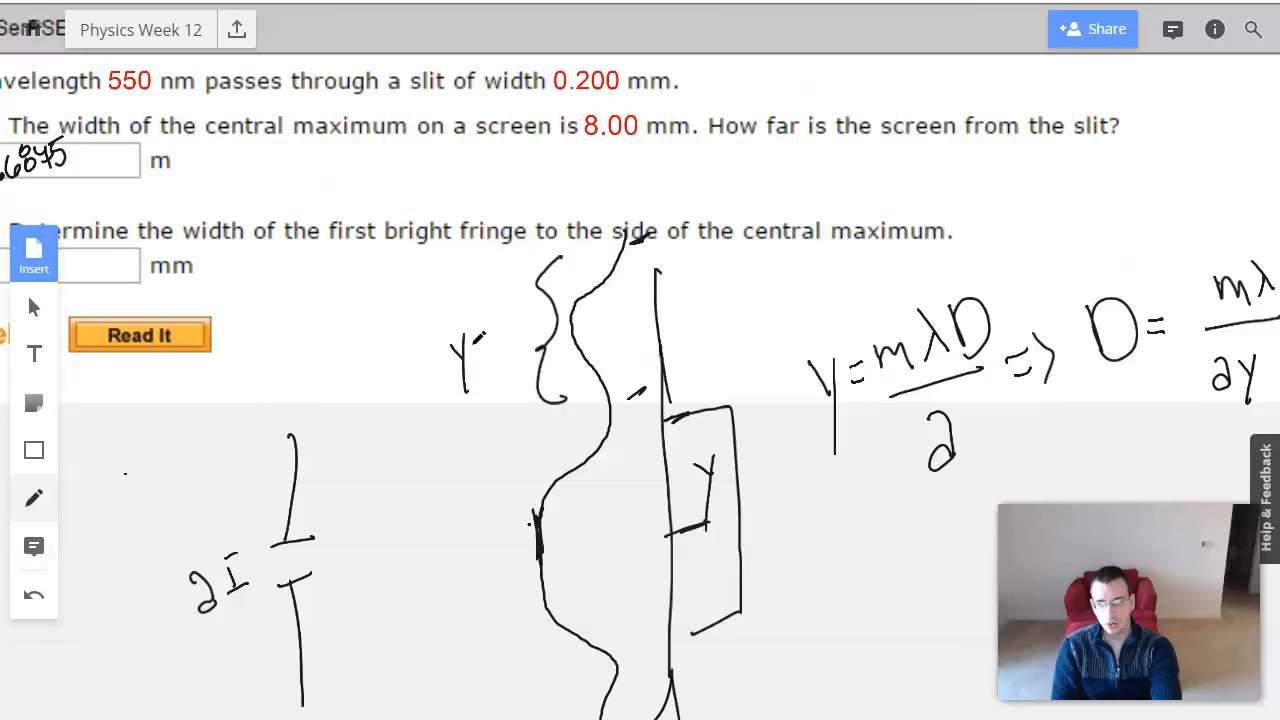 Physics Week 12
Share
avelength 550 nm passes through a slit of width 0.200 mm.
The width of the central maximum on a screen is 8.00 mm. How far is the screen from the slit?
m
Determine the width of the first bright fringe to the side of the central maximum.
mm
Insert
T
Read It
y
y = mλD / a => D = mλ / ay
y
a
Help & Feedback